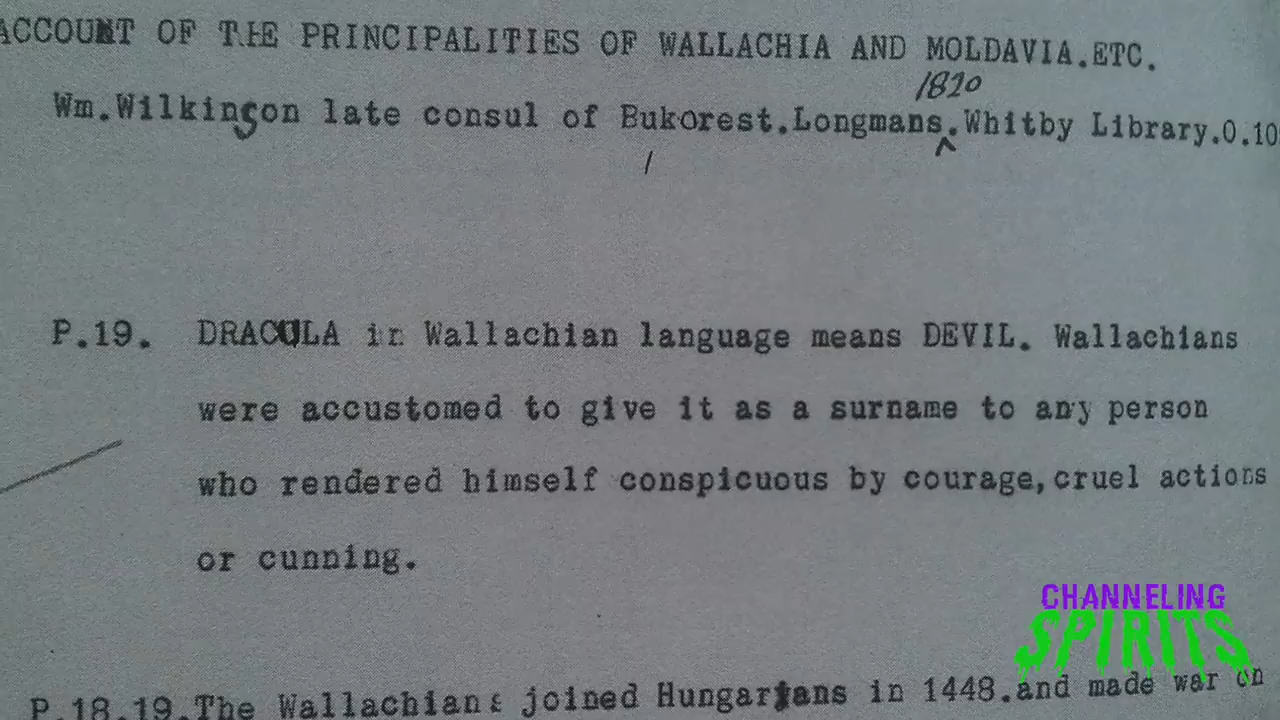 ACCOUNT OF THE PRINCIPALITIES OF WALLACHIA AND MOLDAVIA.ETC.
1820
Wm.Wilkinson late consul of Bukorest.Longmans.Whitby Library.O.10
P.19. DRACULA in Wallachian language means DEVIL. Wallachians
were accustomed to give it as a surname to any person
who rendered himself conspicuous by courage,cruel actions
or cunning.
CHANNELING
SPIRITS
P.18.19.The Wallachians joined Hungarians in 1448.and made war on